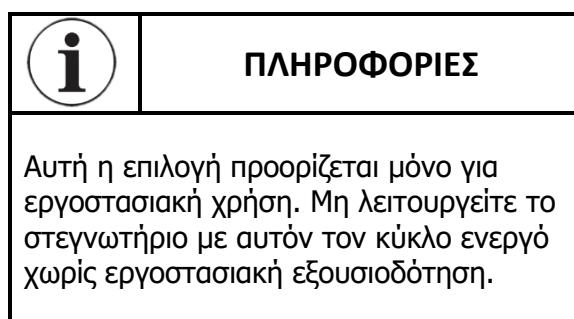 ΠΛΗΡΟΦΟΡΙΕΣ
Αυτή η επιλογή προορίζεται μόνο για
εργοστασιακή χρήση. Μη λειτουργείτε το
στεγνωτήριο με αυτόν τον κύκλο ενεργό
χωρίς εργοστασιακή εξουσιοδότηση.